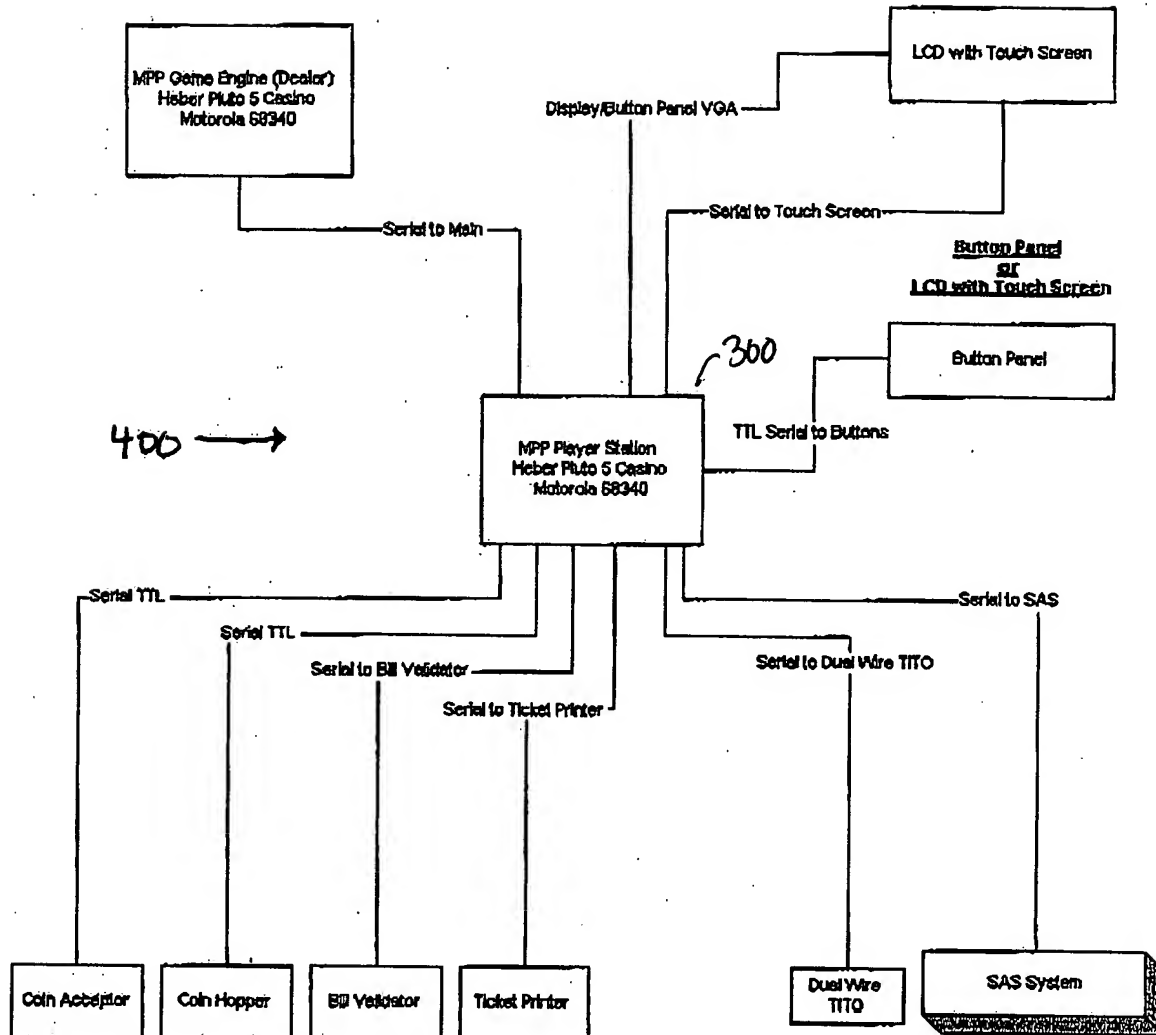 MPP Game Engine (Dealer)
Heber Pluto 5 Casino
Motorola 68340
LCD with Touch Screen
Display/Button Panel VGA
Serial to Touch Screen
Serial to Main
Button Panel
or
LCD with Touch Screen
300
Button Panel
400
MPP Player Station
Heber Pluto 5 Casino
Motorola 68340
TTL Serial to Buttons
Serial TTL
Serial to SAS
Serial TTL
Serial to Dual Wire TITO
Serial to Bill Validator
Serial to Ticket Printer
Coin Acceptor
Coin Hopper
Bill Validator
Ticket Printer
Dual Wire
TITO
SAS System